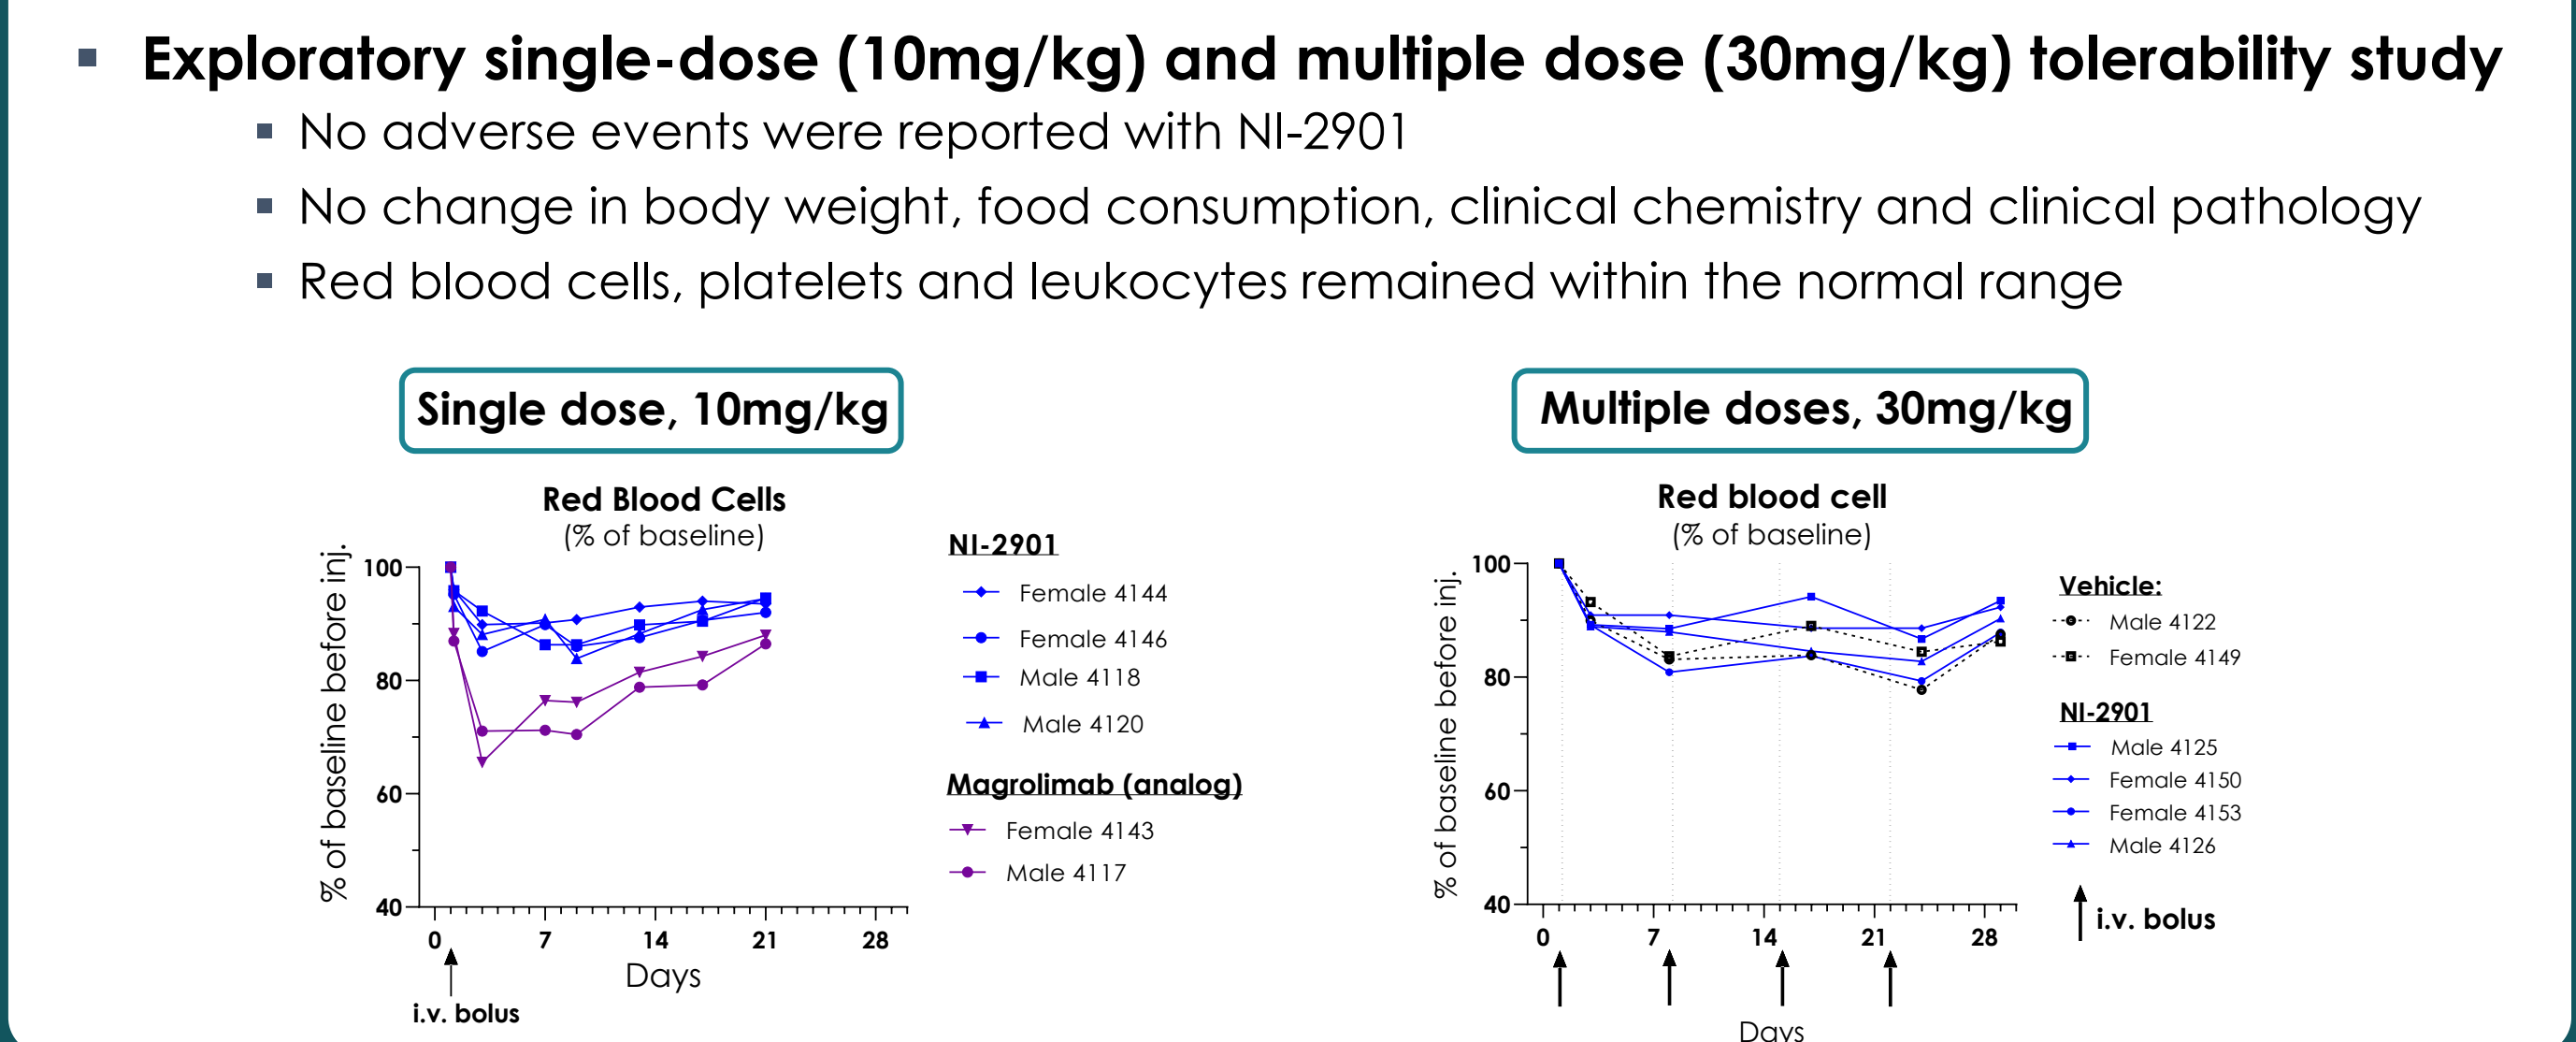 Exploratory single-dose (10mg/kg) and multiple dose (30mg/kg) tolerability study
No adverse events were reported with NI-2901
No change in body weight, food consumption, clinical chemistry and clinical pathology
Red blood cells, platelets and leukocytes remained within the normal range
Single dose, 10mg/kg
Red Blood Cells
(% of baseline)
% of baseline before inj.
100
80
60
40
0 7 14 21 28
Days
i.v. bolus
NI-2901
Female 4144
Female 4146
Male 4118
Male 4120
Magrolimab (analog)
Female 4143
Male 4117
Multiple doses, 30mg/kg
Red blood cell
(% of baseline)
% of baseline before inj.
100
80
60
40
0 7 14 21 28
Days
Vehicle:
Male 4122
Female 4149
NI-2901
Male 4125
Female 4150
Female 4153
Male 4126
i.v. bolus